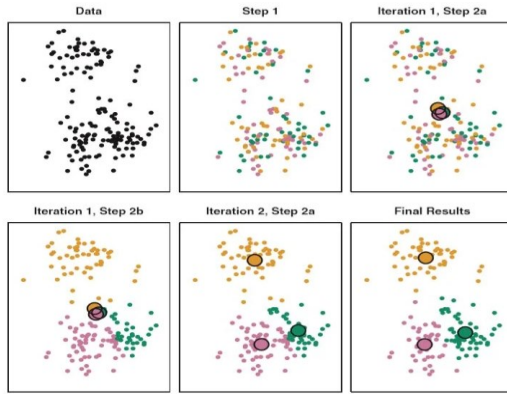 Data
Step 1
Iteration 1, Step 2a
Iteration 1, Step 2b
Iteration 2, Step 2a
Final Results